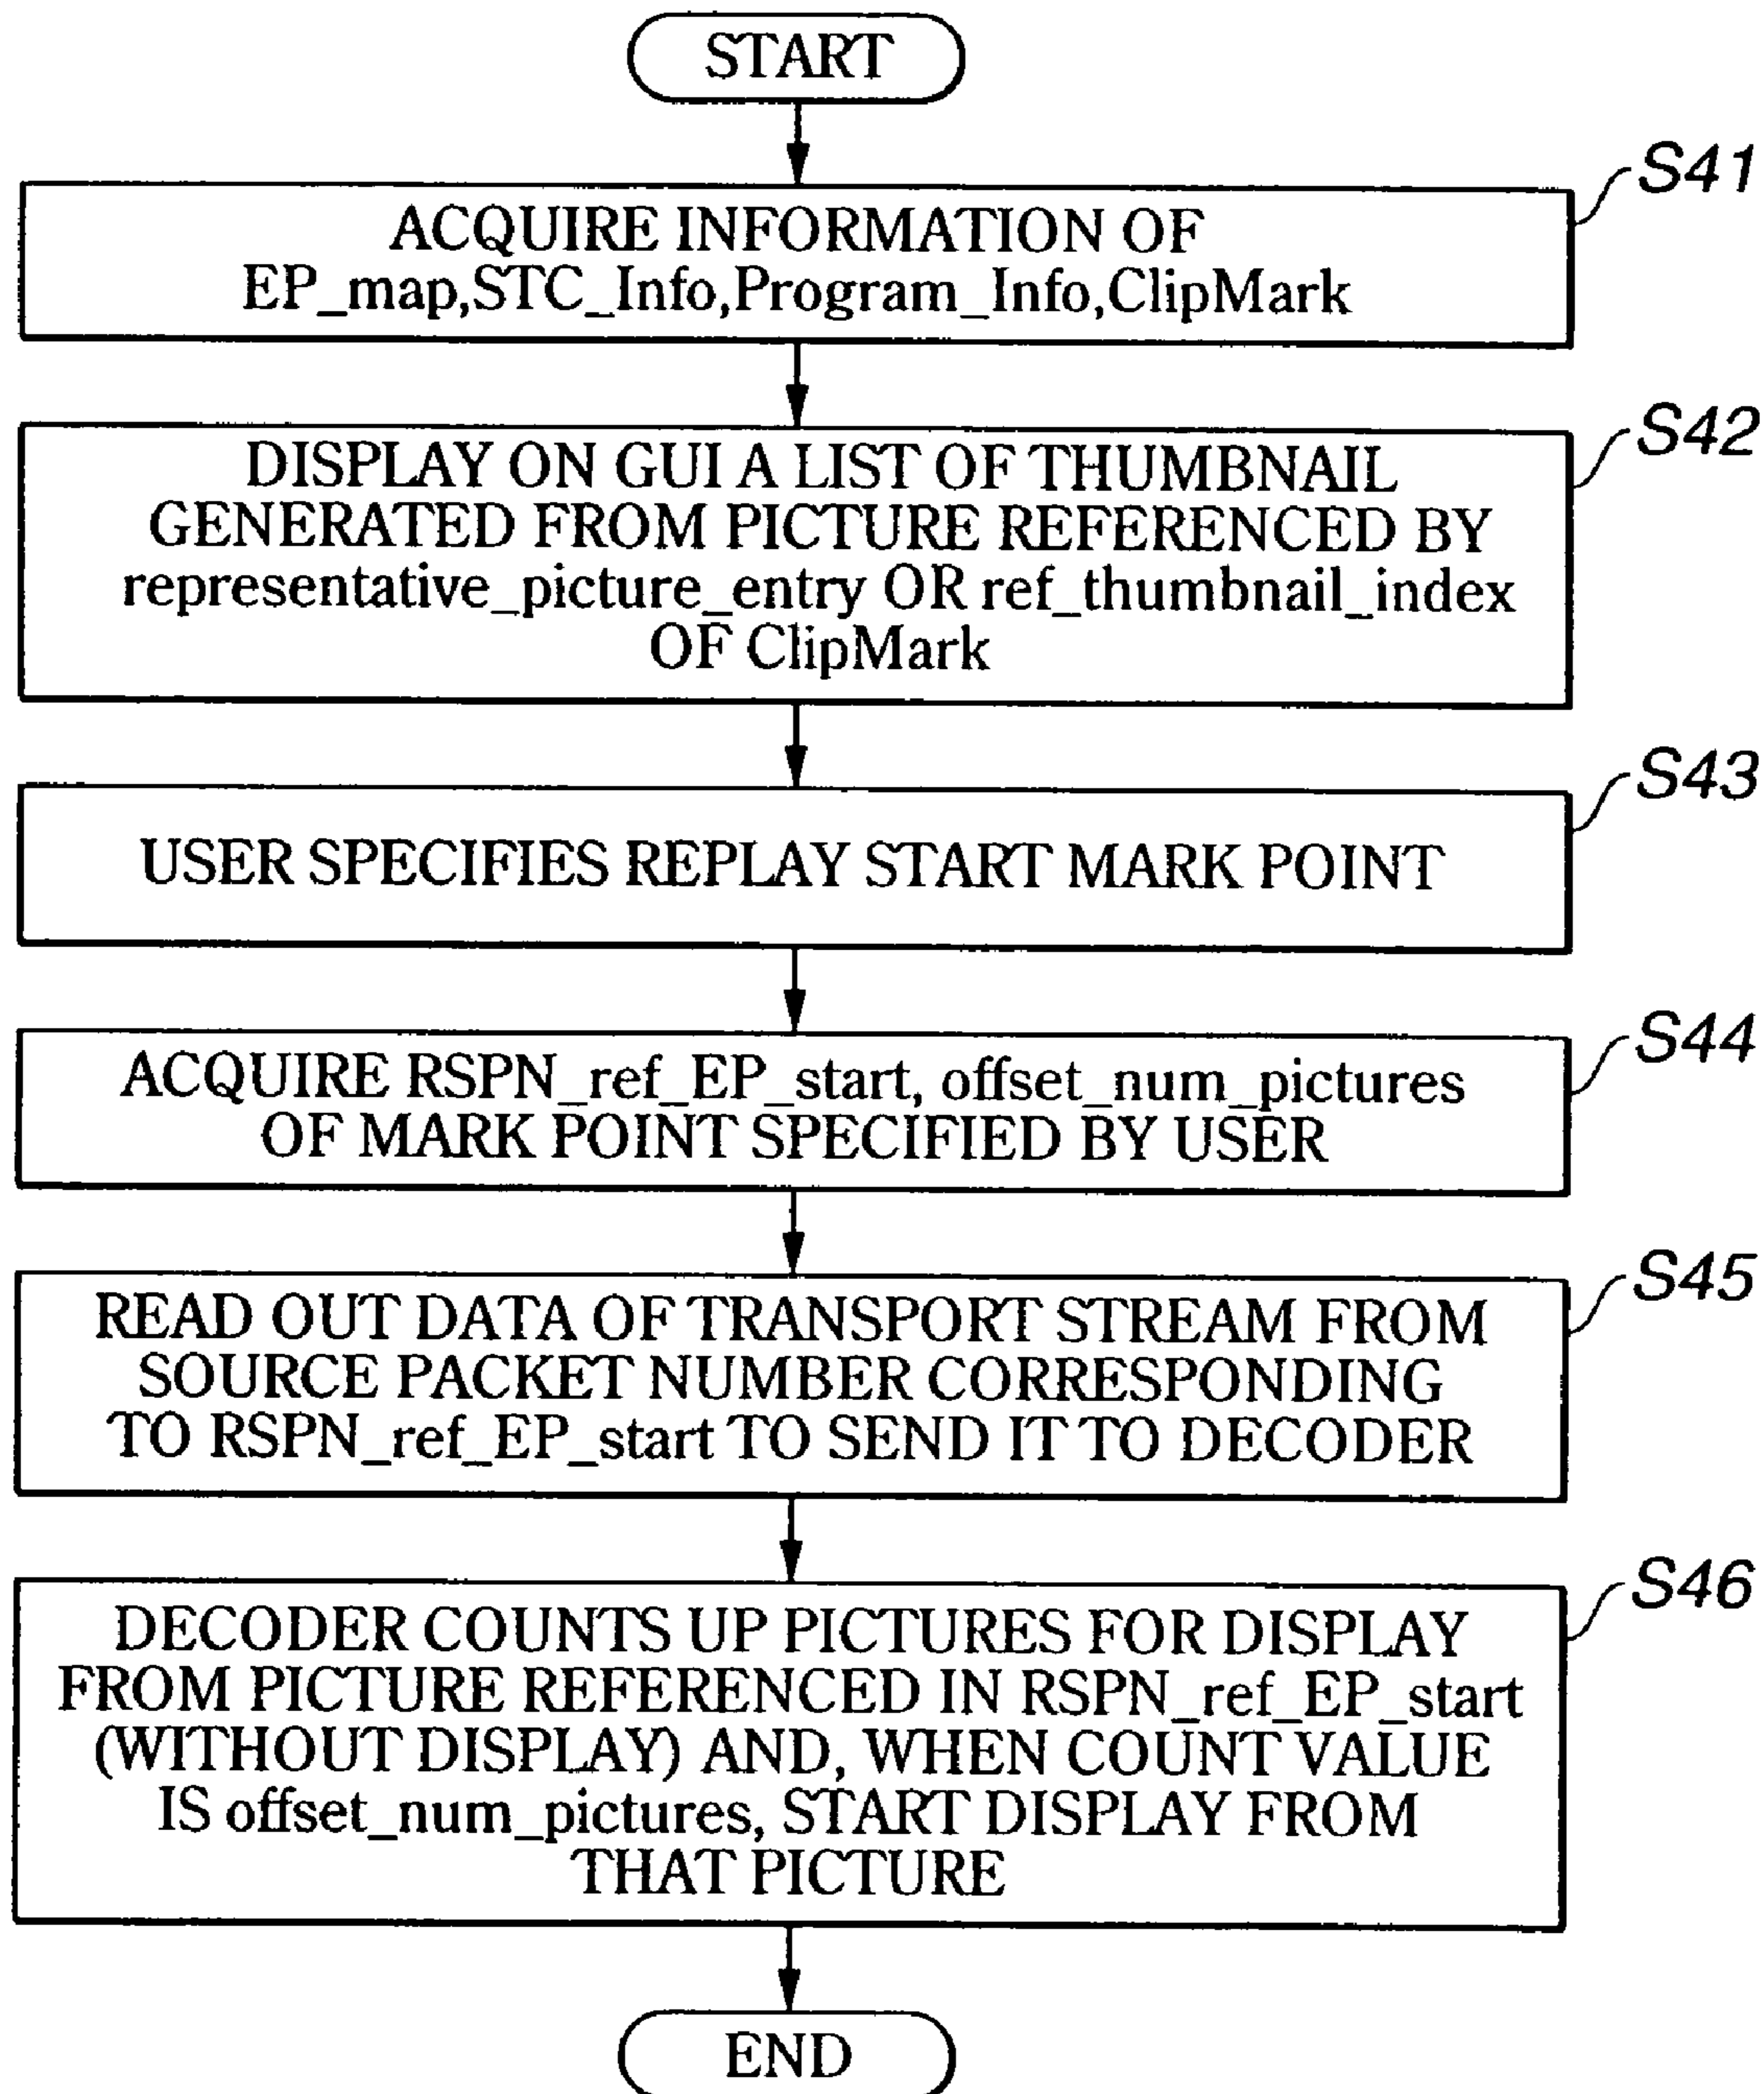 START
S41
ACQUIRE INFORMATION OF
EP_map,STC_Info,Program_Info,ClipMark
S42
DISPLAY ON GUI A LIST OF THUMBNAIL
GENERATED FROM PICTURE REFERENCED BY
representative_picture_entry OR ref_thumbnail_index
OF ClipMark
S43
USER SPECIFIES REPLAY START MARK POINT
S44
ACQUIRE RSPN_ref_EP_start, offset_num_pictures
OF MARK POINT SPECIFIED BY USER
S45
READ OUT DATA OF TRANSPORT STREAM FROM
SOURCE PACKET NUMBER CORRESPONDING
TO RSPN_ref_EP_start TO SEND IT TO DECODER
S46
DECODER COUNTS UP PICTURES FOR DISPLAY
FROM PICTURE REFERENCED IN RSPN_ref_EP_start
(WITHOUT DISPLAY) AND, WHEN COUNT VALUE
IS offset_num_pictures, START DISPLAY FROM
THAT PICTURE
END